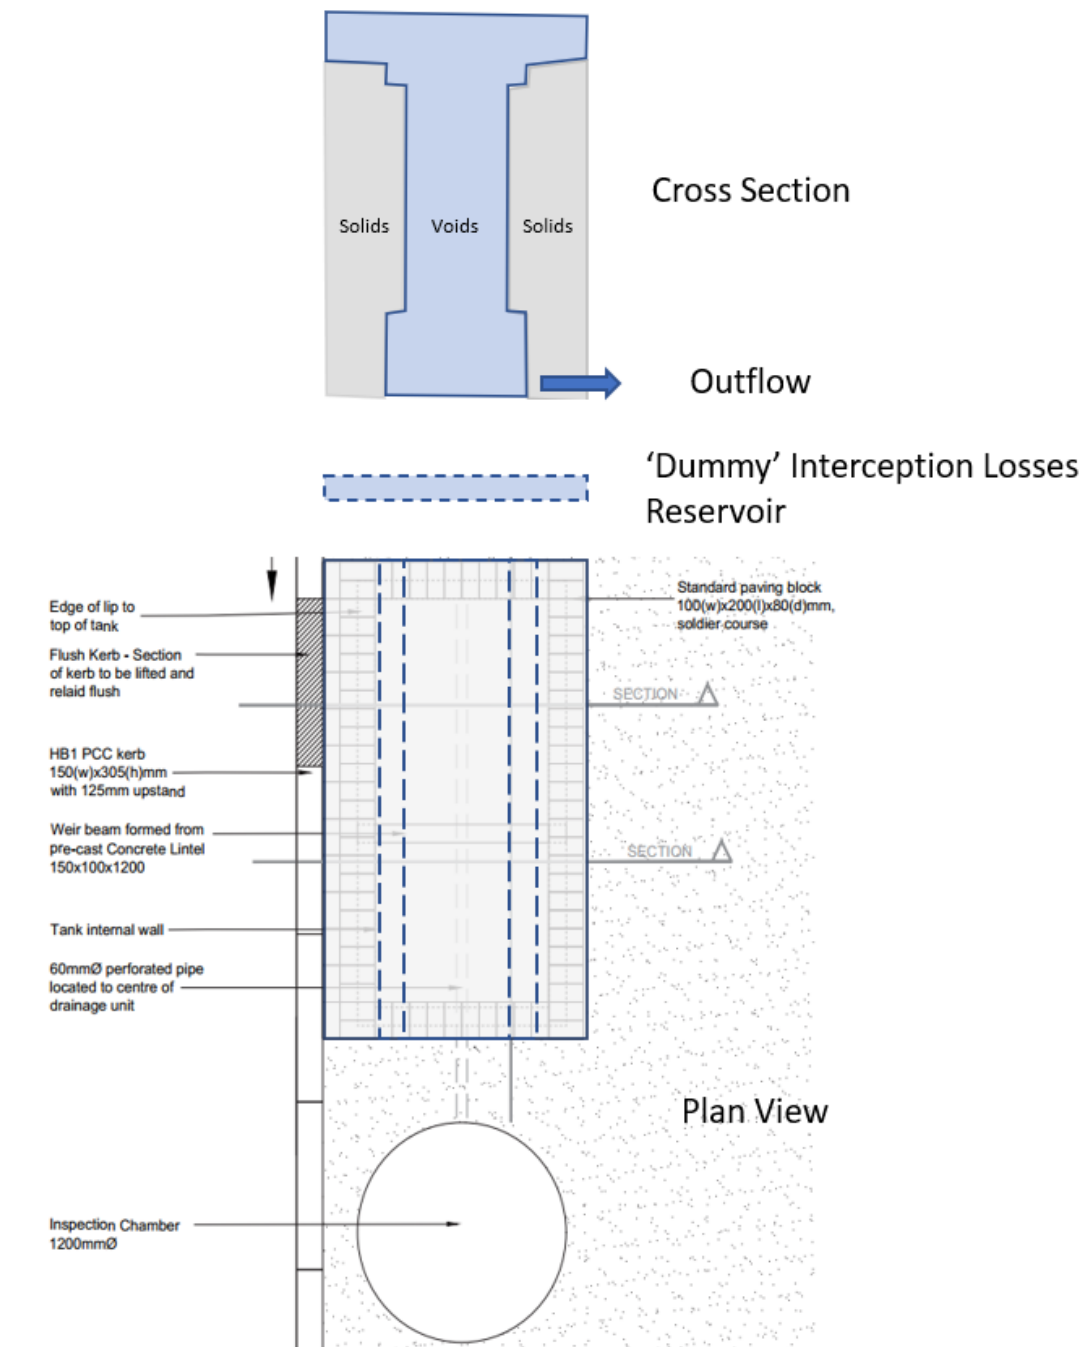 Cross Section
Solids
Voids
Solids
Outflow
‘Dummy’ Interception Losses
Reservoir
Edge of lip to
top of tank
Standard paving block
100(w)x200(l)x80(d)mm,
soldier course
Flush Kerb - Section
of kerb to be lifted and
relaid flush
SECTION
HB1 PCC kerb
150(w)x305(h)mm
with 125mm upstand
Weir beam formed from
pre-cast Concrete Lintel
150x100x1200
SECTION
Tank internal wall
60mmØ perforated pipe
located to centre of
drainage unit
Plan View
Inspection Chamber
1200mmØ